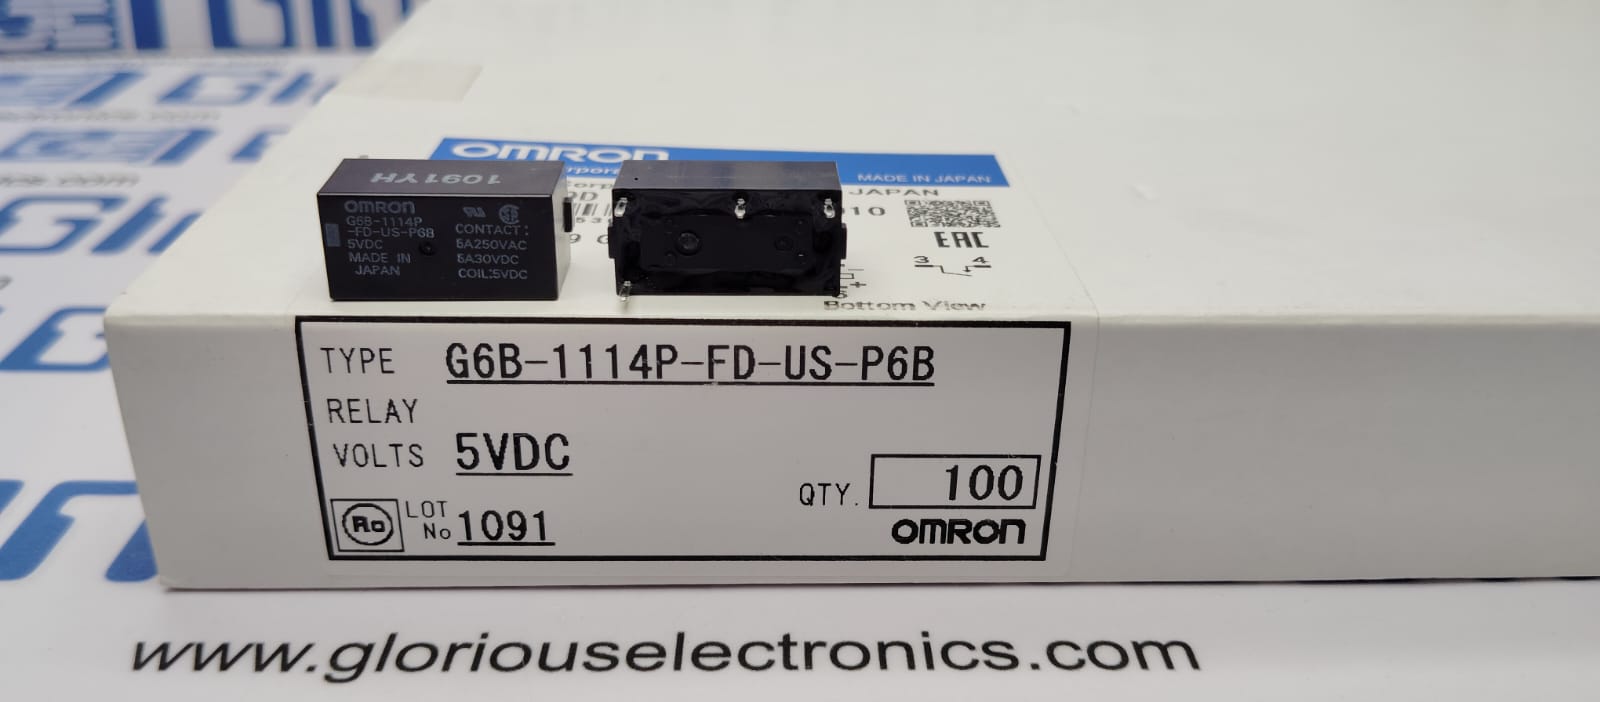 OMRON
MADE IN JAPAN
JAPAN
EAC
3 4
Bottom View
1091YH
OMRON
G6B-1114P
-FD-US-P6B
5VDC
MADE IN
JAPAN
CONTACT:
5A250VAC
5A30VDC
COIL:5VDC
TYPE G6B-1114P-FD-US-P6B
RELAY
VOLTS 5VDC
QTY. 100
LOT
No 1091
OMRON
www.gloriouselectronics.com